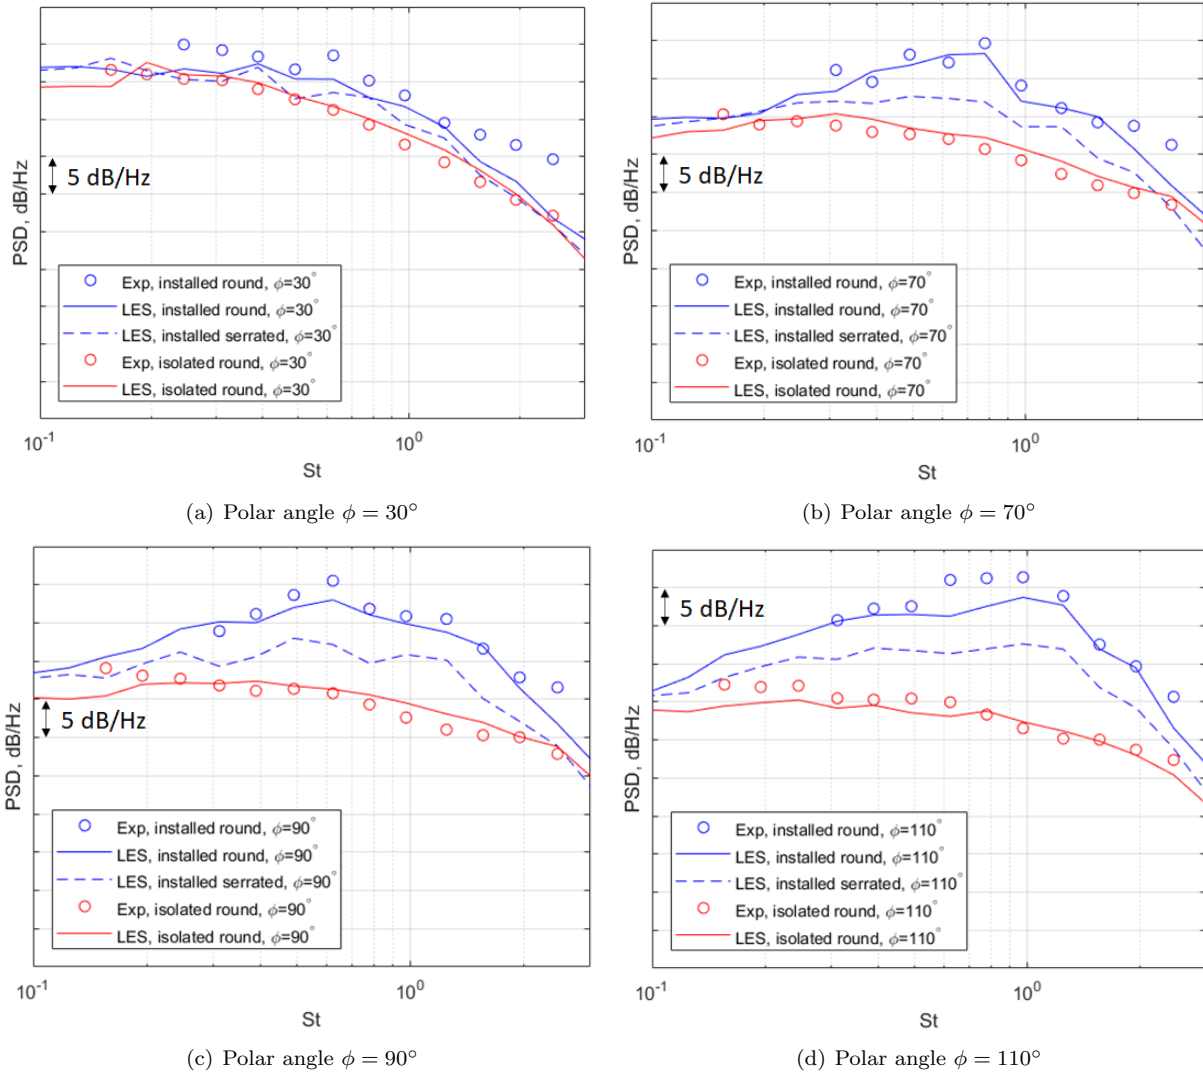 PSD, dB/Hz
5 dB/Hz
Exp, installed round, ϕ=30°
LES, installed round, ϕ=30°
LES, installed serrated, ϕ=30°
Exp, isolated round, ϕ=30°
LES, isolated round, ϕ=30°
10⁻¹ 10⁰
St
(a) Polar angle ϕ = 30°
PSD, dB/Hz
5 dB/Hz
Exp, installed round, ϕ=70°
LES, installed round, ϕ=70°
LES, installed serrated, ϕ=70°
Exp, isolated round, ϕ=70°
LES, isolated round, ϕ=70°
10⁻¹ 10⁰
St
(b) Polar angle ϕ = 70°
PSD, dB/Hz
5 dB/Hz
Exp, installed round, ϕ=90°
LES, installed round, ϕ=90°
LES, installed serrated, ϕ=90°
Exp, isolated round, ϕ=90°
LES, isolated round, ϕ=90°
10⁻¹ 10⁰
St
(c) Polar angle ϕ = 90°
PSD, dB/Hz
5 dB/Hz
Exp, installed round, ϕ=110°
LES, installed round, ϕ=110°
LES, installed serrated, ϕ=110°
Exp, isolated round, ϕ=110°
LES, isolated round, ϕ=110°
10⁻¹ 10⁰
St
(d) Polar angle ϕ = 110°